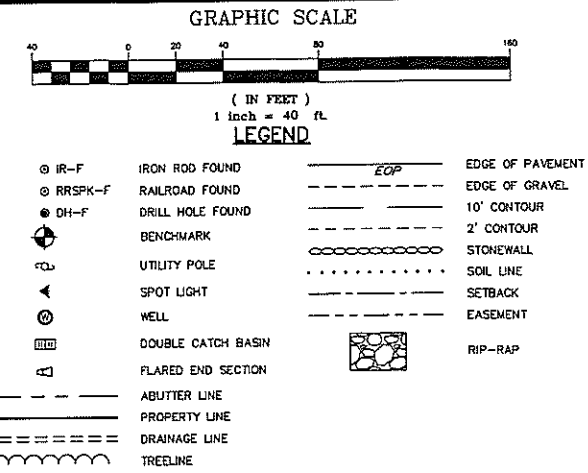 GRAPHIC SCALE
40 0 20 40 80 160
( IN FEET )
1 inch = 40 ft.
LEGEND
IR-F IRON ROD FOUND
RRSPK-F RAILROAD FOUND
DH-F DRILL HOLE FOUND
BENCHMARK
UTILITY POLE
SPOT LIGHT
W WELL
DOUBLE CATCH BASIN
FLARED END SECTION
ABUTTER LINE
PROPERTY LINE
DRAINAGE LINE
TREELINE
EOP EDGE OF PAVEMENT
EDGE OF GRAVEL
10' CONTOUR
2' CONTOUR
STONEWALL
SOIL LINE
SETBACK
EASEMENT
RIP-RAP